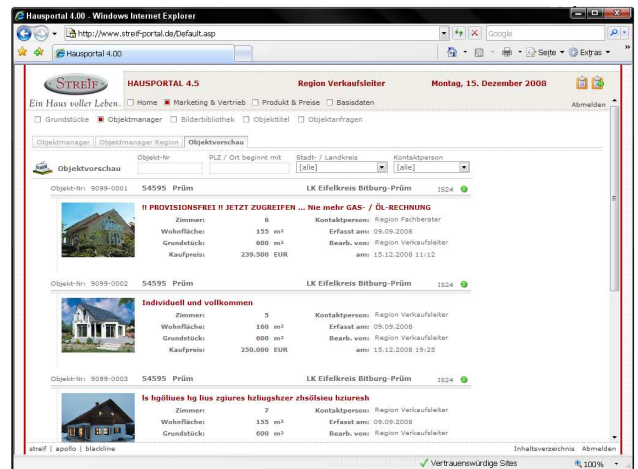 Hausportal 4.00 - Windows Internet Explorer
http://www.streif-portal.de/Default.asp
Google
Hausportal 4.00
Seite
Extras
STREIF
HAUSPORTAL 4.5 Region Verkaufsleiter Montag, 15. Dezember 2008
Ein Haus voller Leben.
Home Marketing & Vertrieb Produkt & Preise Basisdaten
Abmelden
Grundstücke Objektmanager Bilderbibliothek Objekttitel Objektanfragen
Objektmanager Objektmanager Region Objektvorschau
Objekt-Nr PLZ / Ort beginnt mit Stadt- / Landkreis Kontaktperson
Objektvorschau [alle] [alle]
Objekt-Nr: 9099-0001 54595 Prüm LK Eifelkreis Bitburg-Prüm IS24
!! PROVISIONSFREI !! JETZT ZUGREIFEN ... Nie mehr GAS- / ÖL-RECHNUNG
Zimmer: 6 Kontaktperson: Region Fachberater
Wohnfläche: 155 m² Erfasst am: 09.09.2008
Grundstück: 600 m² Bearb. von: Region Verkaufsleiter
Kaufpreis: 239.500 EUR am: 15.12.2008 11:12
Objekt-Nr: 9099-0002 54595 Prüm LK Eifelkreis Bitburg-Prüm IS24
Individuell und vollkommen
Zimmer: 5 Kontaktperson: Region Verkaufsleiter
Wohnfläche: 160 m² Erfasst am: 09.09.2008
Grundstück: 600 m² Bearb. von: Region Verkaufsleiter
Kaufpreis: 250.000 EUR am: 15.12.2008 19:25
Objekt-Nr: 9099-0003 54595 Prüm LK Eifelkreis Bitburg-Prüm IS24
ls hgöliues hg lius zgiures hzliugshzer zhsölsieu hziuresh
Zimmer: 7 Kontaktperson: Region Verkaufsleiter
Wohnfläche: 155 m² Erfasst am: 09.09.2008
Grundstück: 600 m² Bearb. von: Region Verkaufsleiter
streif | apollo | blackline Inhaltsverzeichnis Abmelden
Vertrauenswürdige Sites 100%